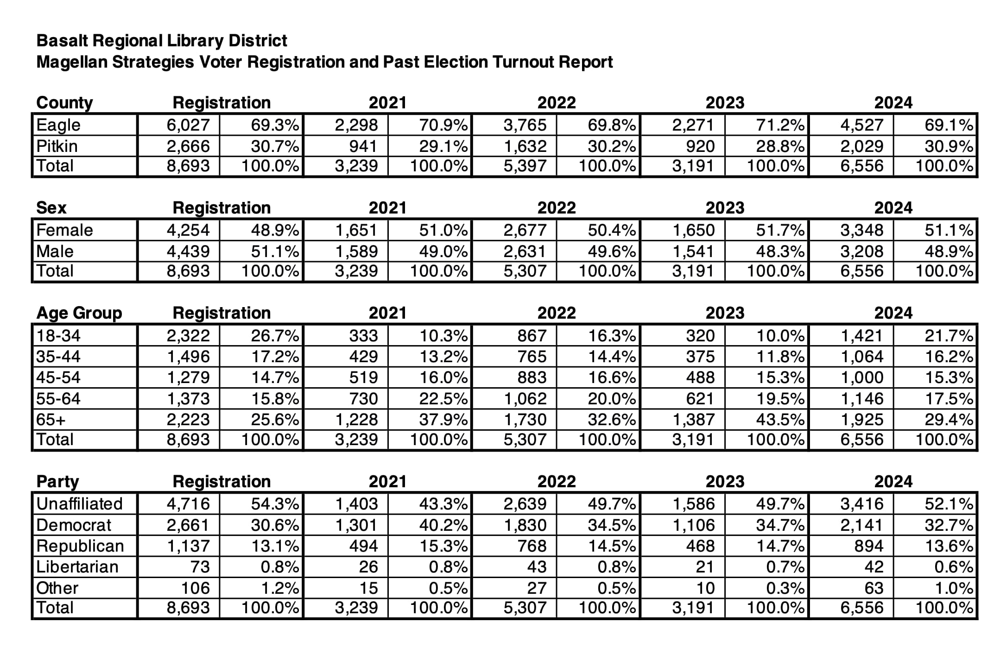 Basalt Regional Library District
Magellan Strategies Voter Registration and Past Election Turnout Report
County Registration 2021 2022 2023 2024
Eagle 6,027 69.3% 2,298 70.9% 3,765 69.8% 2,271 71.2% 4,527 69.1%
Pitkin 2,666 30.7% 941 29.1% 1,632 30.2% 920 28.8% 2,029 30.9%
Total 8,693 100.0% 3,239 100.0% 5,397 100.0% 3,191 100.0% 6,556 100.0%
Sex Registration 2021 2022 2023 2024
Female 4,254 48.9% 1,651 51.0% 2,677 50.4% 1,650 51.7% 3,348 51.1%
Male 4,439 51.1% 1,589 49.0% 2,631 49.6% 1,541 48.3% 3,208 48.9%
Total 8,693 100.0% 3,239 100.0% 5,307 100.0% 3,191 100.0% 6,556 100.0%
Age Group Registration 2021 2022 2023 2024
18-34 2,322 26.7% 333 10.3% 867 16.3% 320 10.0% 1,421 21.7%
35-44 1,496 17.2% 429 13.2% 765 14.4% 375 11.8% 1,064 16.2%
45-54 1,279 14.7% 519 16.0% 883 16.6% 488 15.3% 1,000 15.3%
55-64 1,373 15.8% 730 22.5% 1,062 20.0% 621 19.5% 1,146 17.5%
65+ 2,223 25.6% 1,228 37.9% 1,730 32.6% 1,387 43.5% 1,925 29.4%
Total 8,693 100.0% 3,239 100.0% 5,307 100.0% 3,191 100.0% 6,556 100.0%
Party Registration 2021 2022 2023 2024
Unaffiliated 4,716 54.3% 1,403 43.3% 2,639 49.7% 1,586 49.7% 3,416 52.1%
Democrat 2,661 30.6% 1,301 40.2% 1,830 34.5% 1,106 34.7% 2,141 32.7%
Republican 1,137 13.1% 494 15.3% 768 14.5% 468 14.7% 894 13.6%
Libertarian 73 0.8% 26 0.8% 43 0.8% 21 0.7% 42 0.6%
Other 106 1.2% 15 0.5% 27 0.5% 10 0.3% 63 1.0%
Total 8,693 100.0% 3,239 100.0% 5,307 100.0% 3,191 100.0% 6,556 100.0%